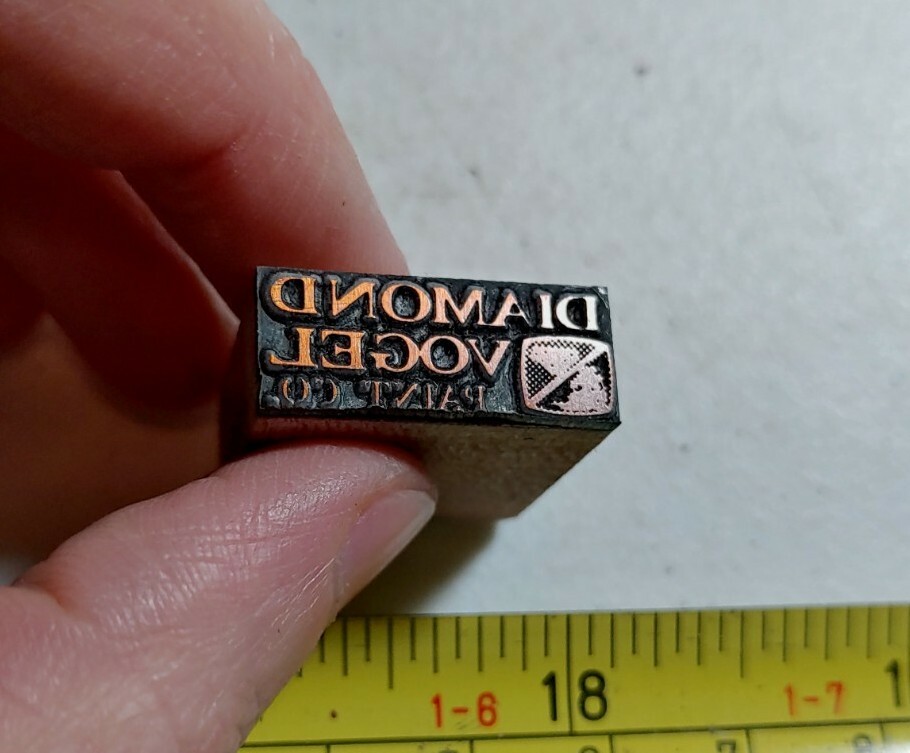 DIAMOND
VOGEL
PAINT CO.
1-6 18 1-7